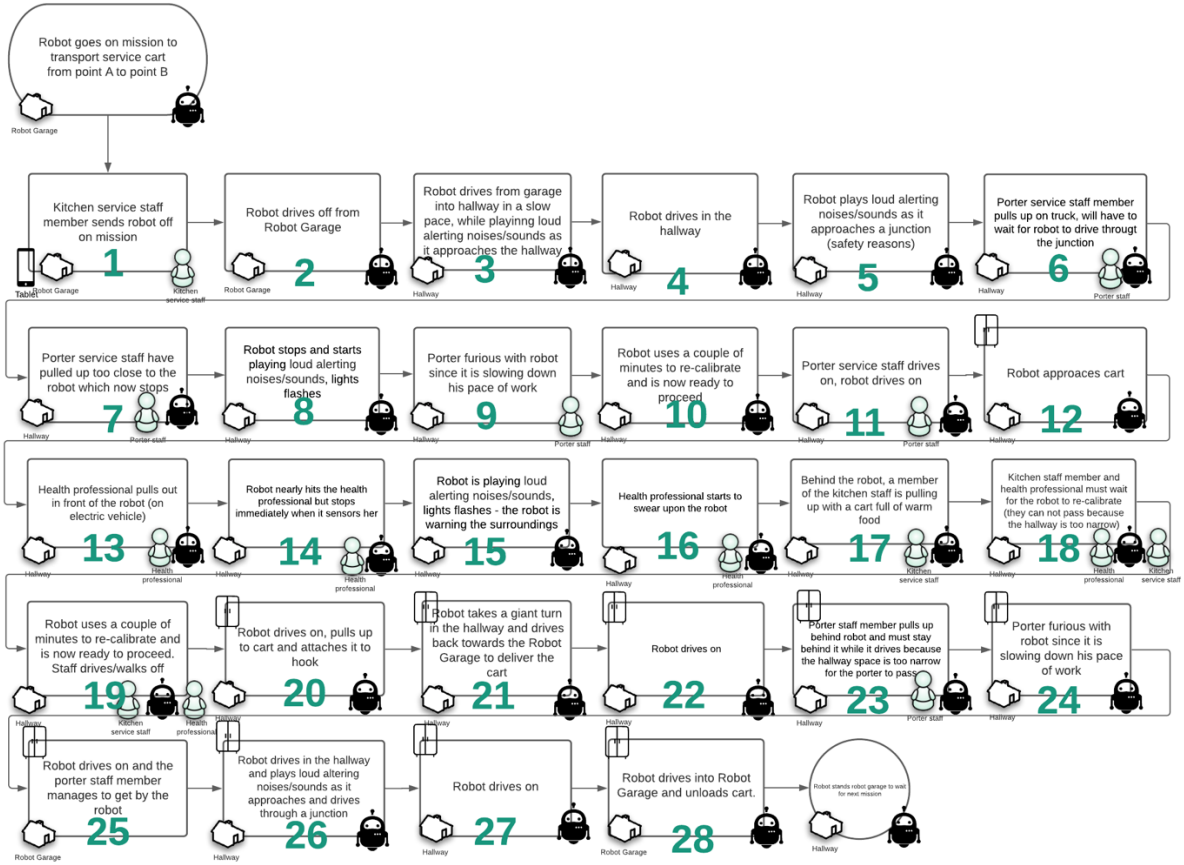 Robot goes on mission to
transport service cart
from point A to point B
Robot Garage
Kitchen service staff
member sends robot off
on mission
1
Tablet
Robot Garage
Kitchen
service staff
Robot drives off from
Robot Garage
2
Robot Garage
Robot drives from garage
into hallway in a slow
pace, while playinng loud
alerting noises/sounds as
it approaches the hallway
3
Hallway
Robot drives in the
hallway
4
Hallway
Robot plays loud alerting
noises/sounds as it
approaches a junction
(safety reasons)
5
Hallway
Porter service staff member
pulls up on truck, will have to
wait for robot to drive througt
the junction
6
Hallway
Porter staff
Porter service staff have
pulled up too close to the
robot which now stops
7
Hallway
Porter staff
Robot stops and starts
playing loud alerting
noises/sounds, lights
flashes
8
Hallway
Porter furious with robot
since it is slowing down
his pace of work
9
Hallway
Porter staff
Robot uses a couple of
minutes to re-calibrate
and is now ready to
proceed
10
Hallway
Porter service staff drives
on, robot drives on
11
Hallway
Porter staff
Robot approaces cart
12
Hallway
Health professional pulls out
in front of the robot (on
electric vehicle)
13
Hallway
Health
professional
Robot nearly hits the health
professional but stops
immediately when it sensors her
14
Hallway
Health
professional
Robot is playing loud
alerting noises/sounds,
lights flashes - the robot is
warning the surroundings
15
Hallway
Health professional starts to
swear upon the robot
16
Hallway
Health
professional
Behind the robot, a
member of the kitchen staff is pulling
up with a cart full of warm
food
17
Hallway
Kitchen
service staff
Kitchen staff member and
health professional must wait
for the robot to re-calibrate
(they can not pass because
the hallway is too narrow)
18
Hallway
Health
professional
Kitchen
service staff
Robot uses a couple of
minutes to re-calibrate and
is now ready to proceed.
Staff drives/walks off
19
Hallway
Kitchen
service staff
Health
professional
Robot drives on, pulls up
to cart and attaches it to
hook
20
Hallway
Robot takes a giant turn
in the hallway and drives
back towards the Robot
Garage to deliver the
cart
21
Hallway
Robot drives on
22
Hallway
Porter staff member pulls up
behind robot and must stay
behind it while it drives because
the hallway space is too narrow
for the porter to pass
23
Hallway
Porter staff
Porter furious with
robot since it is
slowing down his pace
of work
24
Hallway
Robot drives on and the
porter staff member
manages to get by the
robot
25
Robot Garage
Robot drives in the hallway
and plays loud altering
noises/sounds as it
approaches and drives
through a junction
26
Hallway
Robot drives on
27
Hallway
Robot drives into Robot
Garage and unloads cart.
28
Robot Garage
Robot stands robot garage to wait
for next mission
Hallway